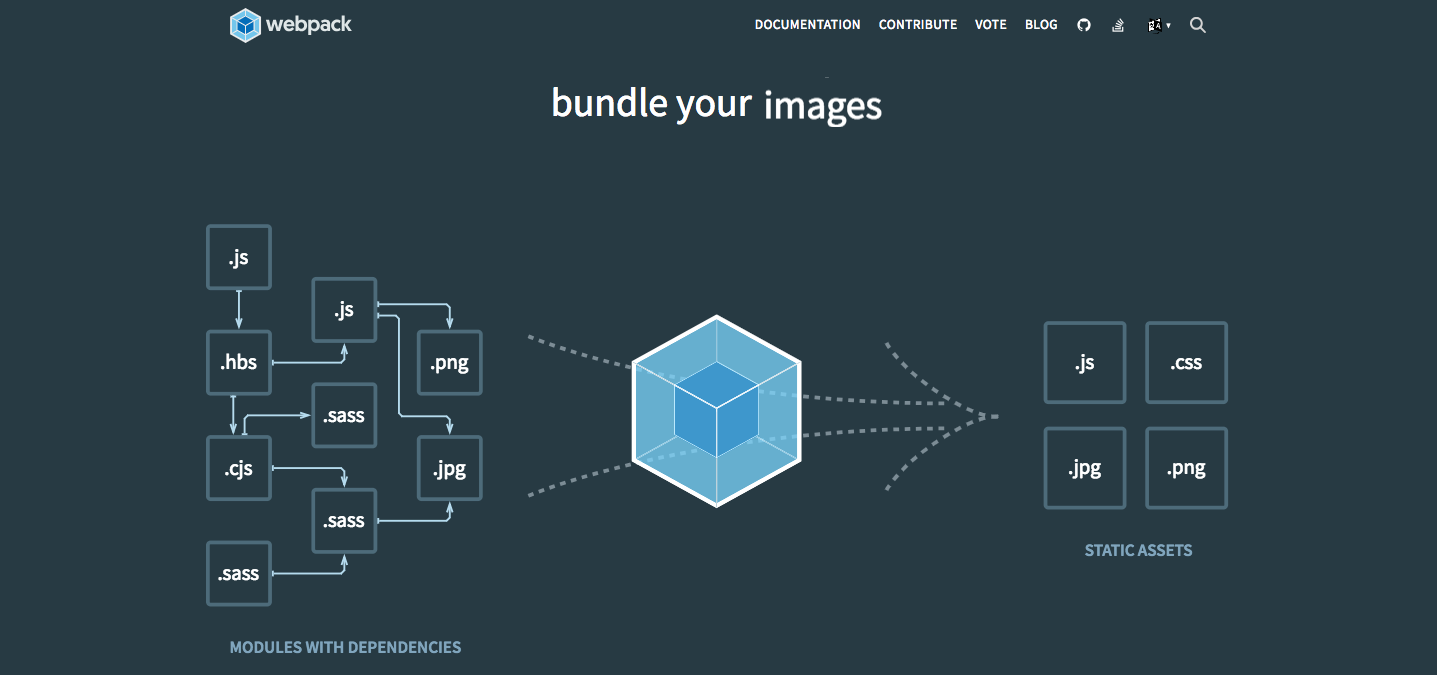 webpack
DOCUMENTATION CONTRIBUTE VOTE BLOG
bundle your images
.js
.js
.hbs
.png
.sass
.cjs
.jpg
.sass
.sass
MODULES WITH DEPENDENCIES
.js
.css
.jpg
.png
STATIC ASSETS